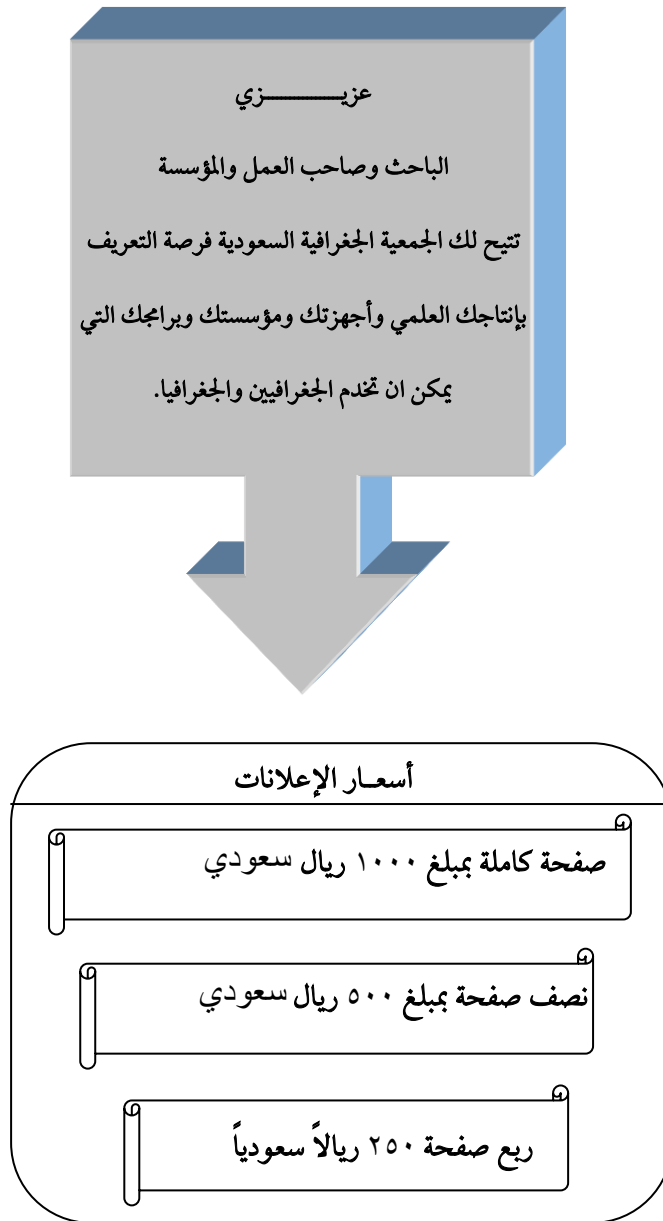 عزيــــــــــزي
الباحث وصاحب العمل والمؤسسة
تتيح لك الجمعية الجغرافية السعودية فرصة التعريف
بإنتاجك العلمي وأجهزتك ومؤسستك وبرامجك التي
يمكن ان تخدم الجغرافيين والجغرافيا.
أسعــار الإعلانات
صفحة كاملة بمبلغ ١٠٠٠ ريال سعودي
نصف صفحة بمبلغ ٥٠٠ ريال سعودي
ربع صفحة ٢٥٠ ريالاً سعودياً